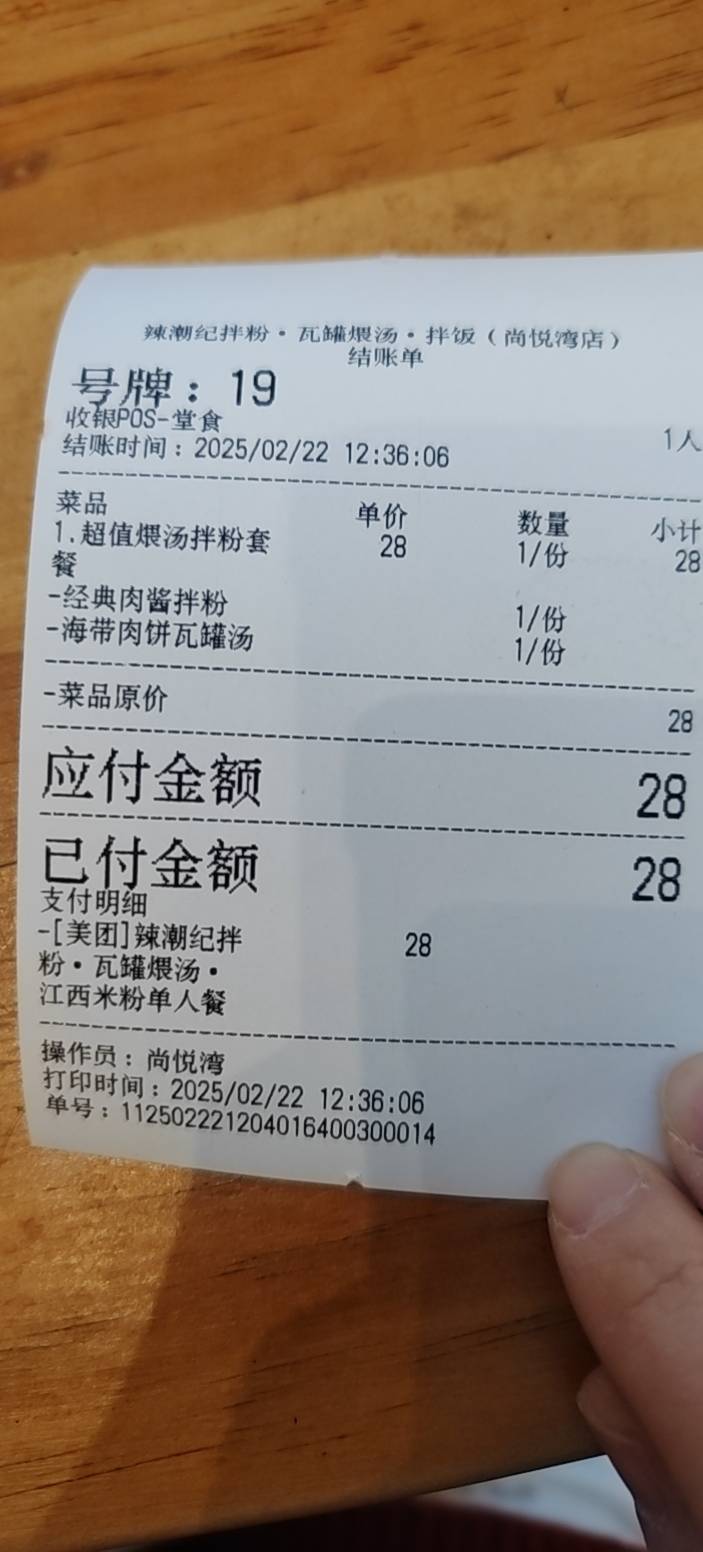 辣潮纪拌粉·瓦罐煨汤·拌饭（尚悦湾店）
结账单
号牌：19
收银POS-堂食 1人
结账时间：2025/02/22 12:36:06
菜品 单价 数量 小计
1.超值煨汤拌粉套 28 1/份 28
餐
-经典肉酱拌粉 1/份
-海带肉饼瓦罐汤 1/份
-菜品原价 28
应付金额 28
已付金额 28
支付明细
-[美团]辣潮纪拌 28
粉·瓦罐煨汤·
江西米粉单人餐
操作员：尚悦湾
打印时间：2025/02/22 12:36:06
单号：112502221204016400300014